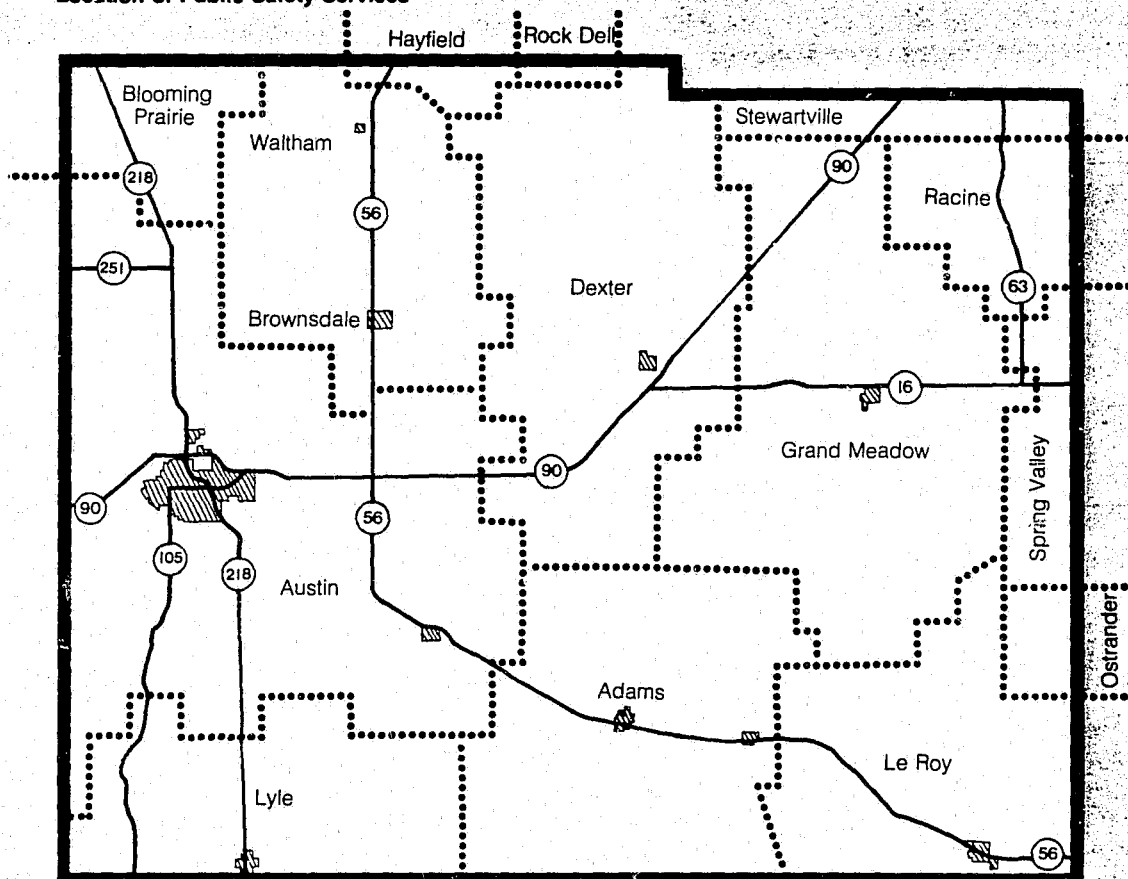 Location of Public Safety Services
Hayfield
Rock Dell
Blooming
Prairie
Waltham
Stewartville
218
90
56
Racine
251
63
Dexter
Brownsdale
16
Grand Meadow
90
90
56
Spring Valley
105
218
Austin
Ostrander
Adams
Le Roy
Lyle
56